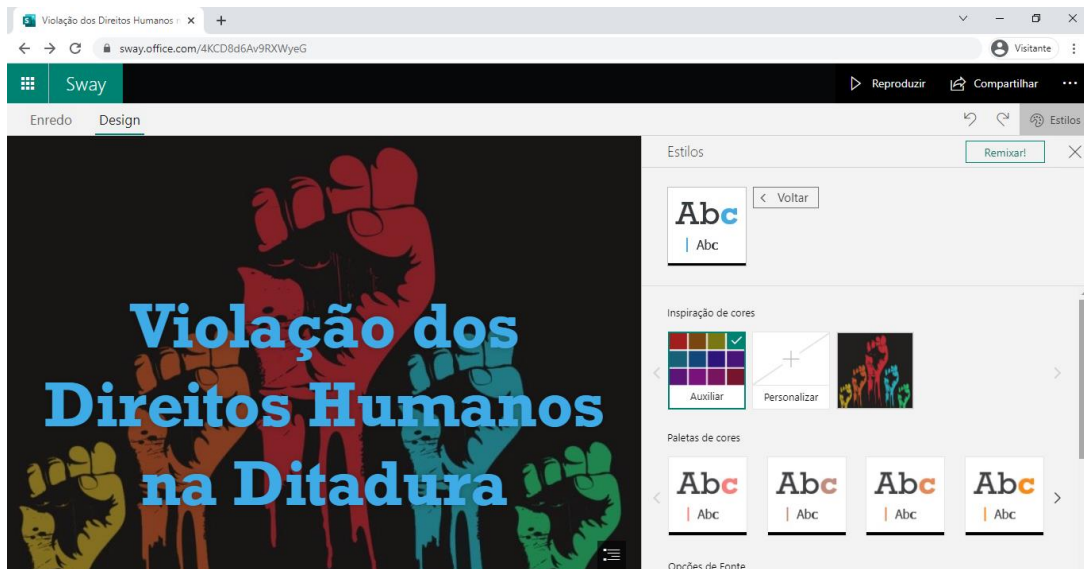 Violação dos Direitos Humanos n
sway.office.com/4KCD8d6Av9RXWyeG
Visitante
Sway
Reproduzir
Compartilhar
Enredo
Design
Estilos
Violação dos
Direitos Humanos
na Ditadura
Estilos
Remixar!
Abc
Abc
Voltar
Inspiração de cores
Auxiliar
Personalizar
Paletas de cores
Abc Abc Abc Abc
Abc Abc Abc Abc
Opções de Fonte